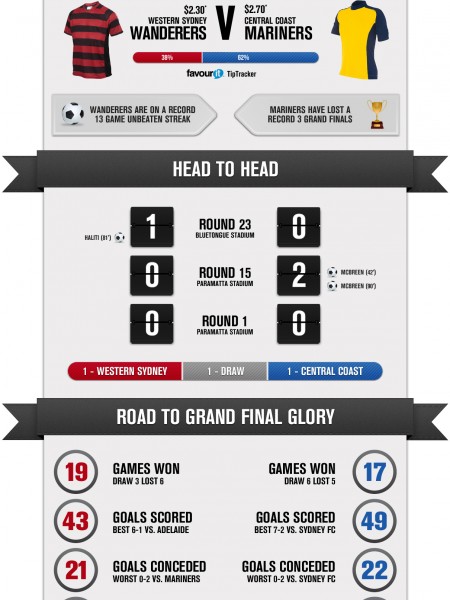 $2.30*
WESTERN SYDNEY
WANDERERS
V
$2.70*
CENTRAL COAST
MARINERS
38%
62%
favourit TipTracker
WANDERERS ARE ON A RECORD
13 GAME UNBEATEN STREAK
MARINERS HAVE LOST A
RECORD 3 GRAND FINALS
HEAD TO HEAD
HALITI (81')
1
ROUND 23
BLUETONGUE STADIUM
0
0
ROUND 15
PARAMATTA STADIUM
2
MCBREEN (42')
MCBREEN (90')
0
ROUND 1
PARAMATTA STADIUM
0
1 - WESTERN SYDNEY
1 - DRAW
1 - CENTRAL COAST
ROAD TO GRAND FINAL GLORY
19
GAMES WON
DRAW 3 LOST 6
GAMES WON
DRAW 6 LOST 5
17
43
GOALS SCORED
BEST 6-1 VS. ADELAIDE
GOALS SCORED
BEST 7-2 VS. SYDNEY FC
49
21
GOALS CONCEDED
WORST 0-2 VS. MARINERS
GOALS CONCEDED
WORST 0-2 VS. SYDNEY FC
22